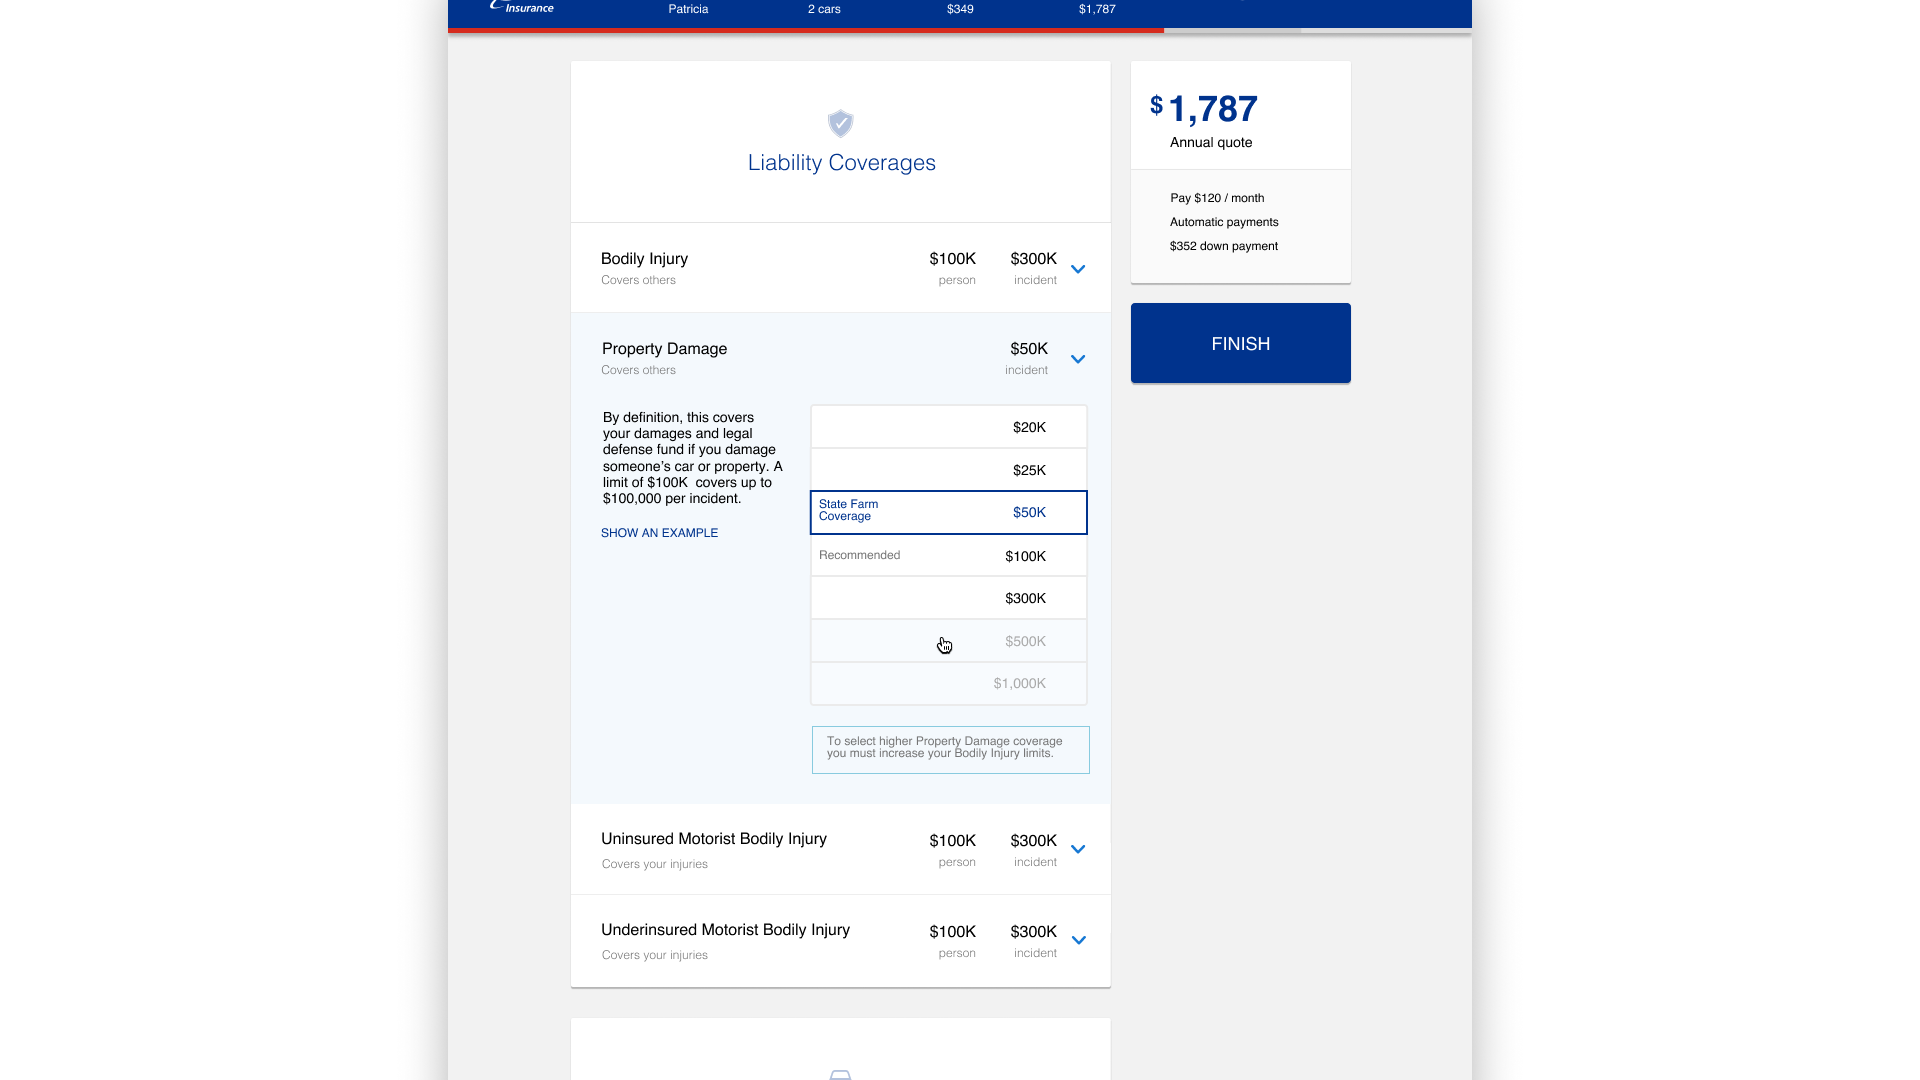 Insurance
Patricia
2 cars
$349
$1,787
Liability Coverages
$1,787
Annual quote
Pay $120 / month
Automatic payments
$352 down payment
FINISH
Bodily Injury
$100K
$300K
Covers others
person
incident
Property Damage
$50K
Covers others
incident
By definition, this covers
your damages and legal
defense fund if you damage
someone's car or property. A
limit of $100K  covers up to
$100,000 per incident.
SHOW AN EXAMPLE
$20K
$25K
State Farm
Coverage
$50K
Recommended
$100K
$300K
$500K
$1,000K
To select higher Property Damage coverage
you must increase your Bodily Injury limits.
Uninsured Motorist Bodily Injury
$100K
$300K
Covers your injuries
person
incident
Underinsured Motorist Bodily Injury
$100K
$300K
Covers your injuries
person
incident